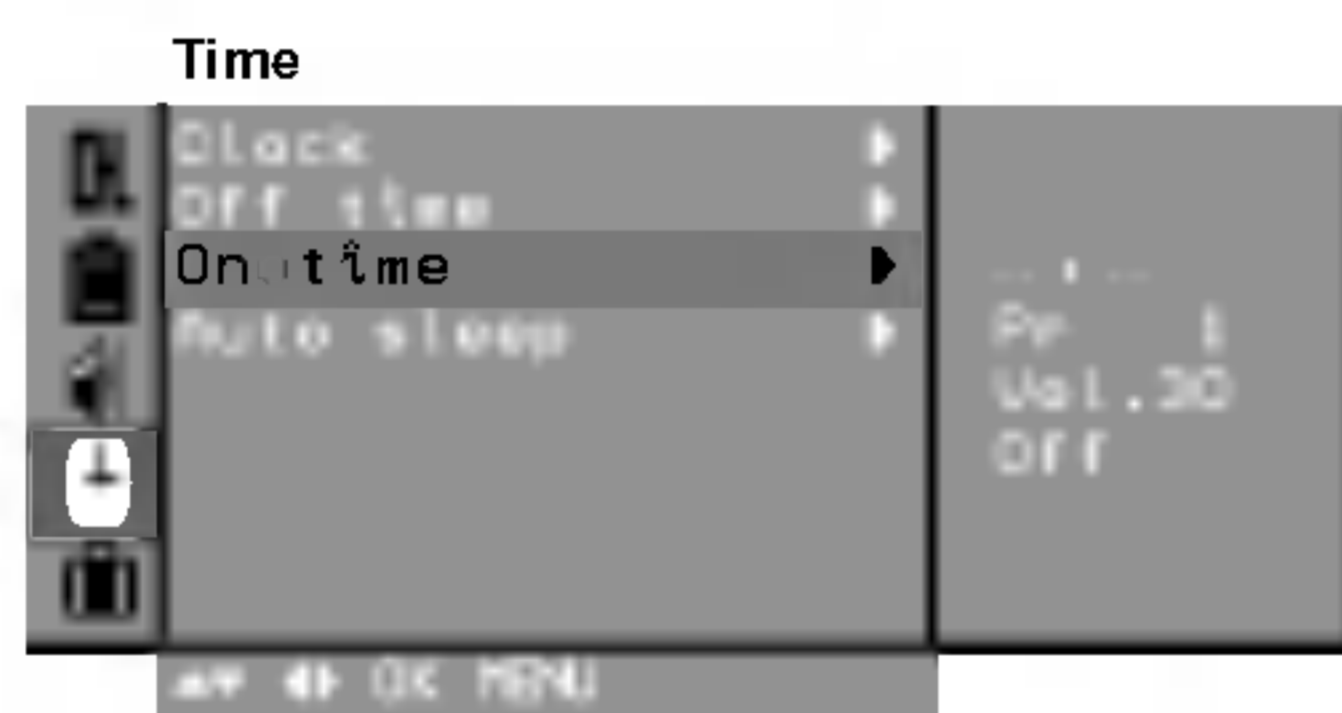 Time
Clock
Off time
On time
Auto sleep
-- : --
Pr 1
Vol.30
Off
▲▼ ◀▶ OK MENU